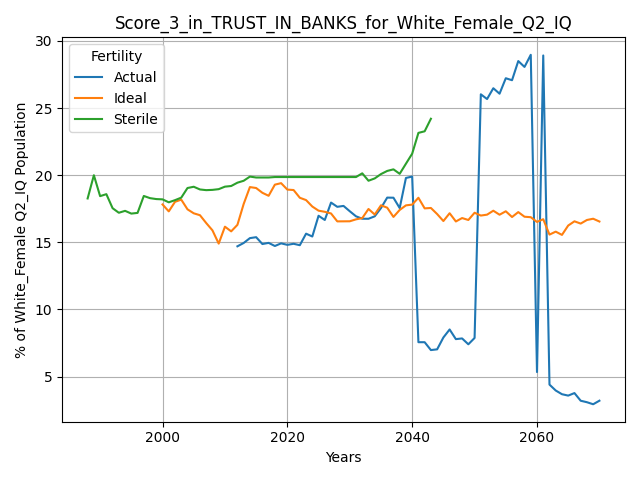 Score_3_in_TRUST_IN_BANKS_for_White_Female_Q2_IQ
30
25
20
15
10
5
% of White_Female Q2_IQ Population
Fertility
Actual
Ideal
Sterile
2000
2020
2040
2060
Years